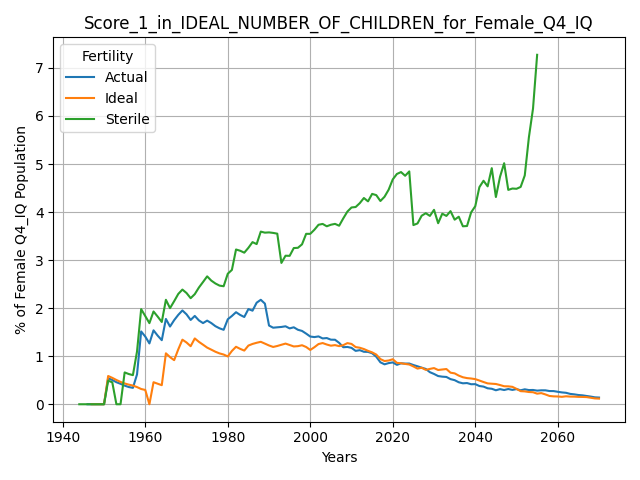 Score_1_in_IDEAL_NUMBER_OF_CHILDREN_for_Female_Q4_IQ
Fertility
Actual
Ideal
Sterile
% of Female Q4_IQ Population
7
6
5
4
3
2
1
0
1940 1960 1980 2000 2020 2040 2060
Years